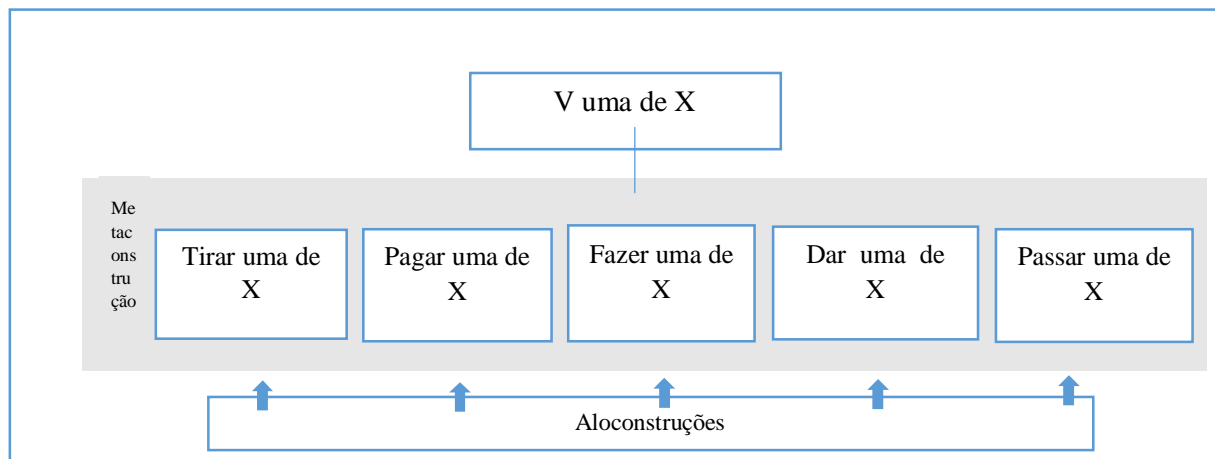 V uma de X
Me
tac
ons
tru
ção
Tirar uma de
X
Pagar uma de
X
Fazer uma de
X
Dar uma de
X
Passar uma de
X
Aloconstruções